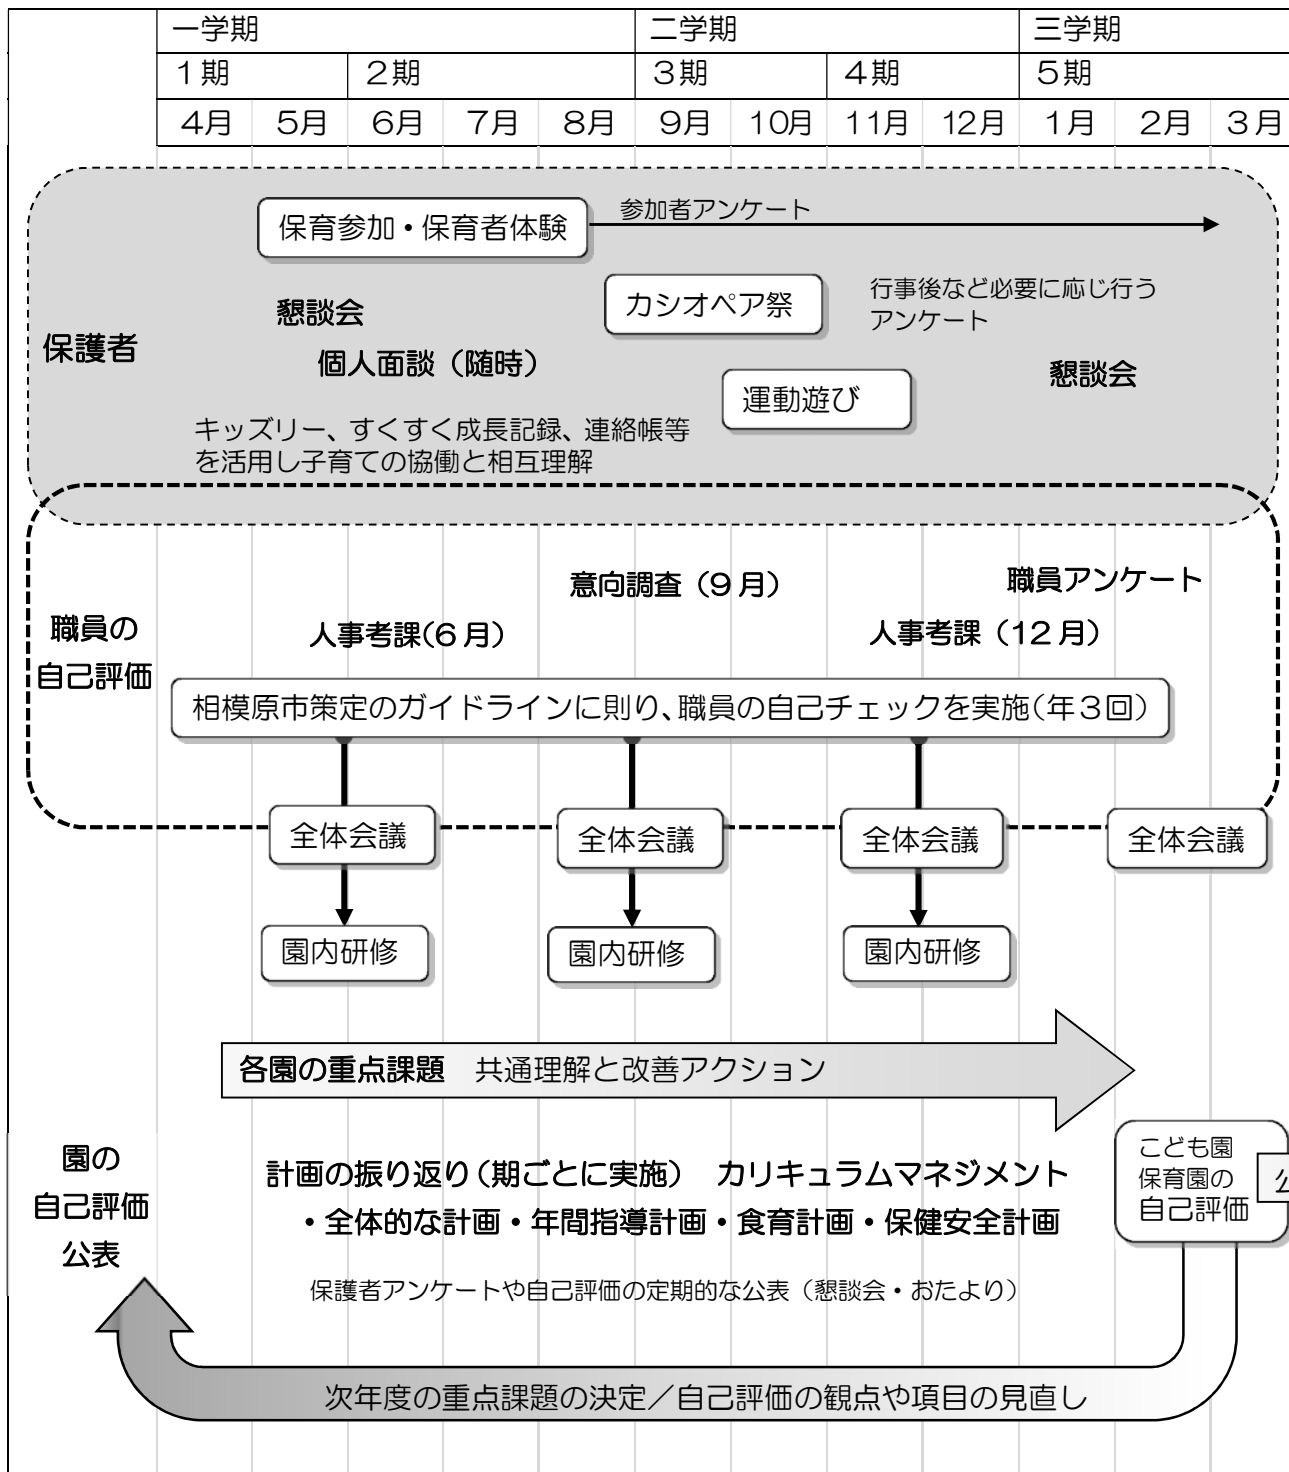 一学期 二学期 三学期
1期 2期 3期 4期 5期
4月 5月 6月 7月 8月 9月 10月 11月 12月 1月 2月 3月
保育参加・保育者体験
参加者アンケート
カシオペア祭
行事後など必要に応じ行う
アンケート
懇談会
保護者
個人面談（随時）
懇談会
運動遊び
キッズリー、すくすく成長記録、連絡帳等
を活用し子育ての協働と相互理解
意向調査（9月）
職員アンケート
職員の
自己評価
人事考課(6月)
人事考課（12月）
相模原市策定のガイドラインに則り、職員の自己チェックを実施(年3回)
全体会議 全体会議 全体会議 全体会議
園内研修 園内研修 園内研修
各園の重点課題 共通理解と改善アクション
園の
自己評価
公表
計画の振り返り(期ごとに実施) カリキュラムマネジメント
・全体的な計画・年間指導計画・食育計画・保健安全計画
こども園
保育園の
自己評価
公
保護者アンケートや自己評価の定期的な公表（懇談会・おたより）
次年度の重点課題の決定／自己評価の観点や項目の見直し